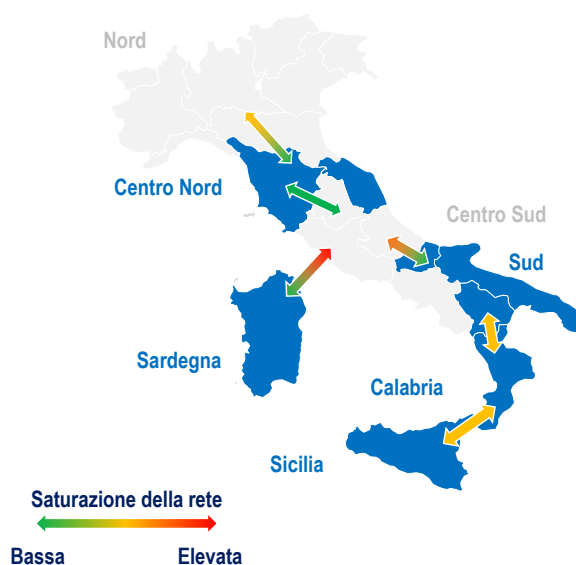 Nord
Centro Nord
Centro Sud
Sud
Sardegna
Calabria
Sicilia
Saturazione della rete
Bassa
Elevata